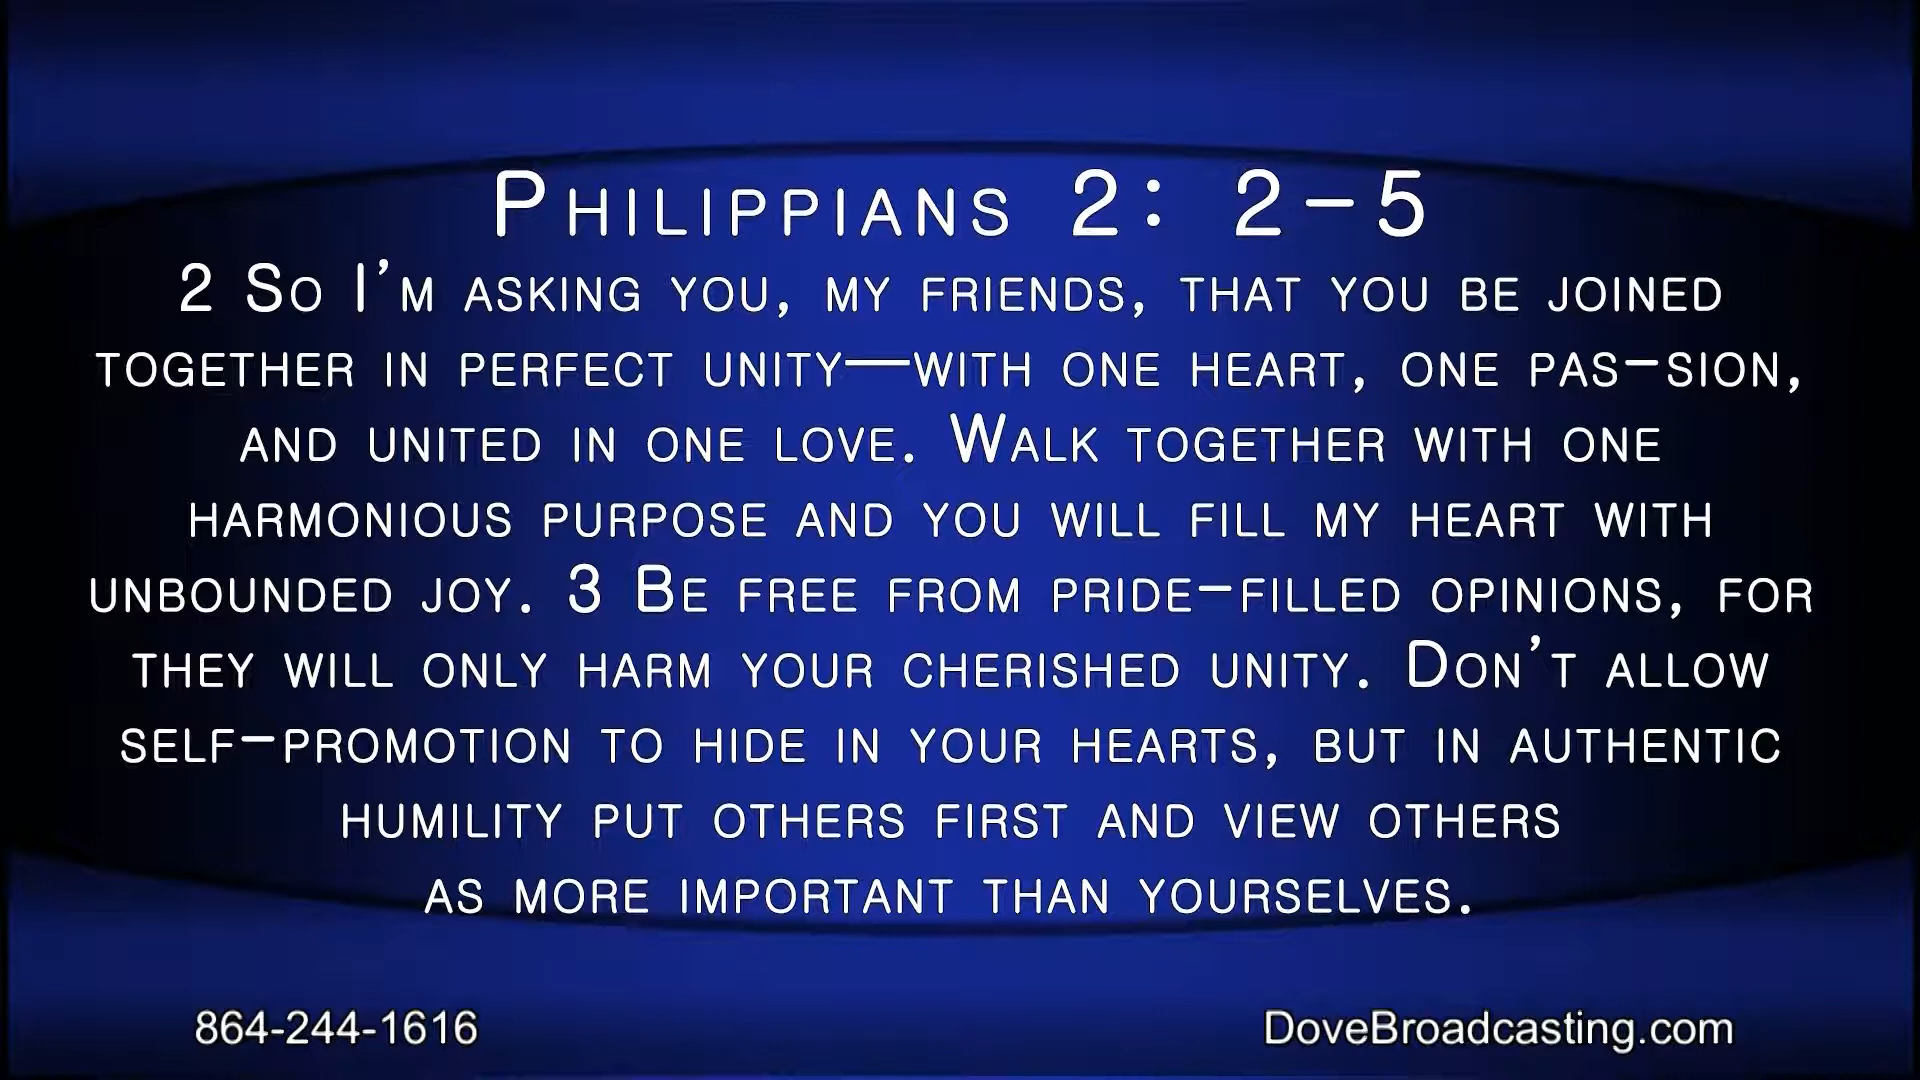 Philippians 2: 2-5
2 So I'm asking you, my friends, that you be joined
together in perfect unity—with one heart, one pas-sion,
and united in one love. Walk together with one
harmonious purpose and you will fill my heart with
unbounded joy. 3 Be free from pride-filled opinions, for
they will only harm your cherished unity. Don't allow
self-promotion to hide in your hearts, but in authentic
humility put others first and view others
as more important than yourselves.
864-244-1616
DoveBroadcasting.com